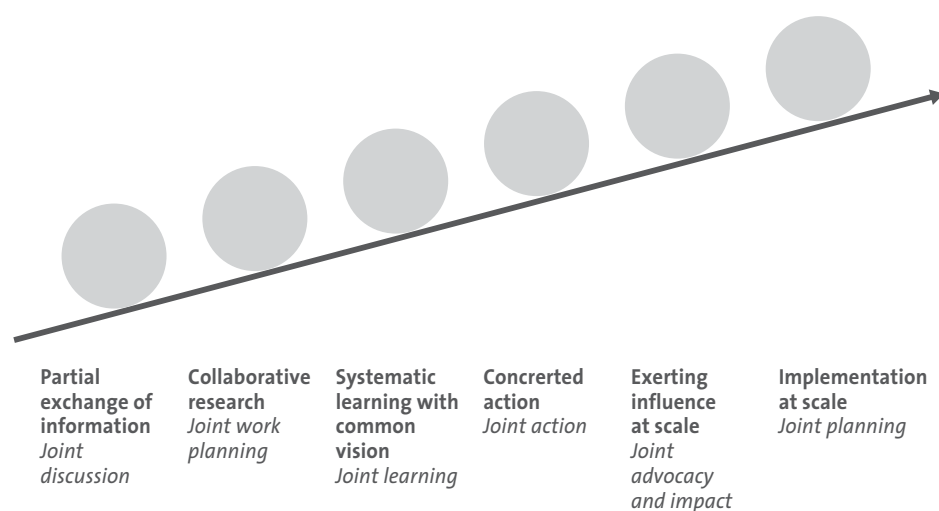 Partial
exchange of
information
Joint
discussion
Collaborative
research
Joint work
planning
Systematic
learning with
common
vision
Joint learning
Concrerted
action
Joint action
Exerting
influence
at scale
Joint
advocacy
and impact
Implementation
at scale
Joint planning